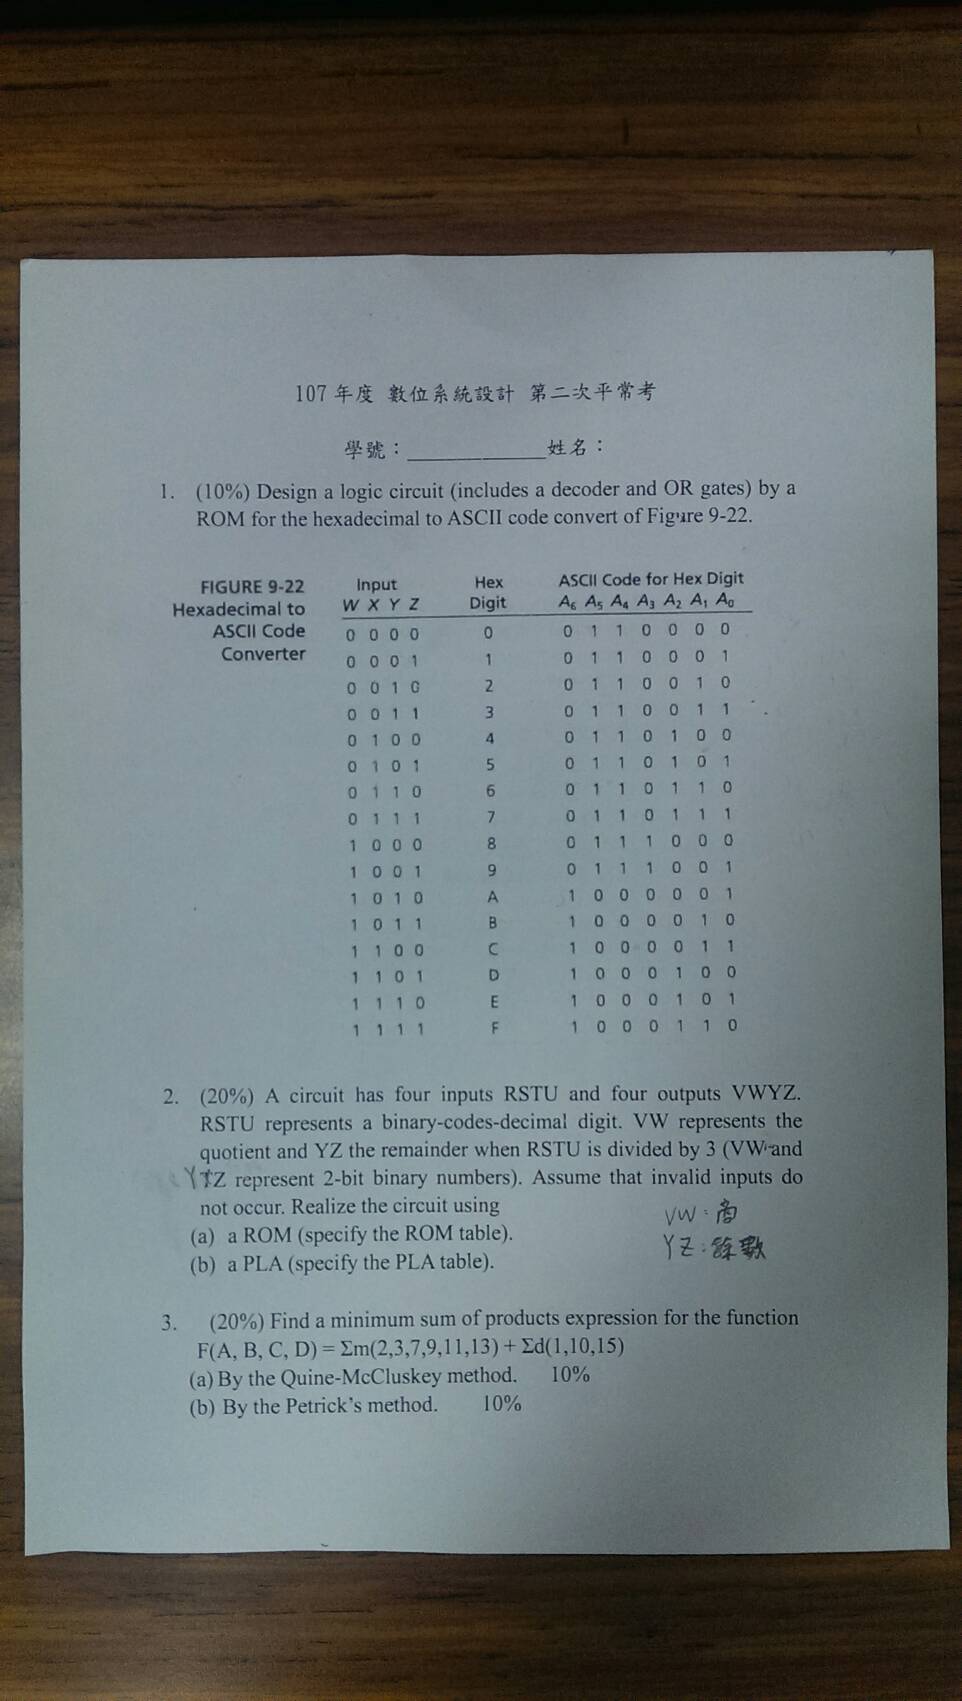 107 年度 數位系統設計 第二次平常考
學號：____________姓名：
1. (10%) Design a logic circuit (includes a decoder and OR gates) by a
ROM for the hexadecimal to ASCII code convert of Figure 9-22.
FIGURE 9-22
Hexadecimal to
ASCII Code
Converter
Input Hex ASCII Code for Hex Digit
W X Y Z Digit A6 A5 A4 A3 A2 A1 A0
0 0 0 0 0 0 1 1 0 0 0 0
0 0 0 1 1 0 1 1 0 0 0 1
0 0 1 0 2 0 1 1 0 0 1 0
0 0 1 1 3 0 1 1 0 0 1 1
0 1 0 0 4 0 1 1 0 1 0 0
0 1 0 1 5 0 1 1 0 1 0 1
0 1 1 0 6 0 1 1 0 1 1 0
0 1 1 1 7 0 1 1 0 1 1 1
1 0 0 0 8 0 1 1 1 0 0 0
1 0 0 1 9 0 1 1 1 0 0 1
1 0 1 0 A 1 0 0 0 0 0 1
1 0 1 1 B 1 0 0 0 0 1 0
1 1 0 0 C 1 0 0 0 0 1 1
1 1 0 1 D 1 0 0 0 1 0 0
1 1 1 0 E 1 0 0 0 1 0 1
1 1 1 1 F 1 0 0 0 1 1 0
2. (20%) A circuit has four inputs RSTU and four outputs VWYZ.
RSTU represents a binary-codes-decimal digit. VW represents the
quotient and YZ the remainder when RSTU is divided by 3 (VW and
YZ represent 2-bit binary numbers). Assume that invalid inputs do
not occur. Realize the circuit using
VW：商
(a) a ROM (specify the ROM table).
YZ：餘數
(b) a PLA (specify the PLA table).
3. (20%) Find a minimum sum of products expression for the function
F(A, B, C, D) = Σm(2,3,7,9,11,13) + Σd(1,10,15)
(a) By the Quine-McCluskey method. 10%
(b) By the Petrick’s method. 10%